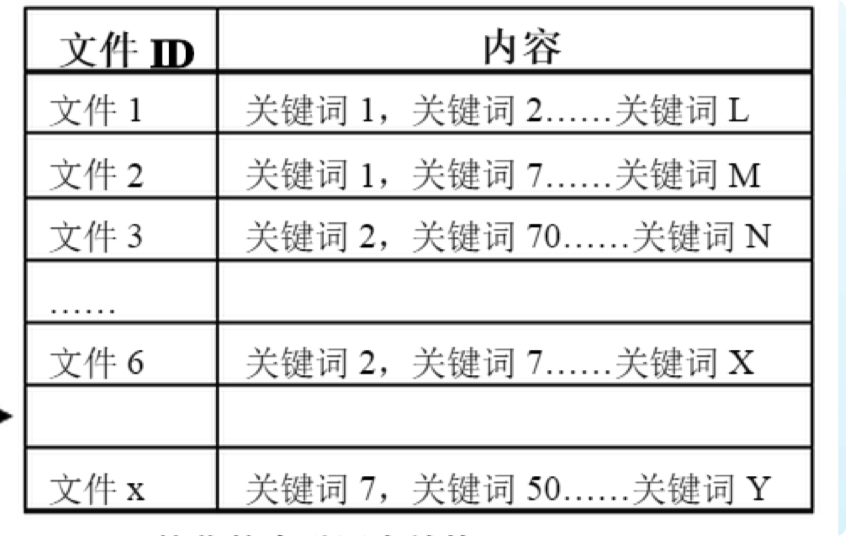 文件 ID 内容
文件 1 关键词 1，关键词 2……关键词 L
文件 2 关键词 1，关键词 7……关键词 M
文件 3 关键词 2，关键词 70……关键词 N
……
文件 6 关键词 2，关键词 7……关键词 X
文件 x 关键词 7，关键词 50……关键词 Y